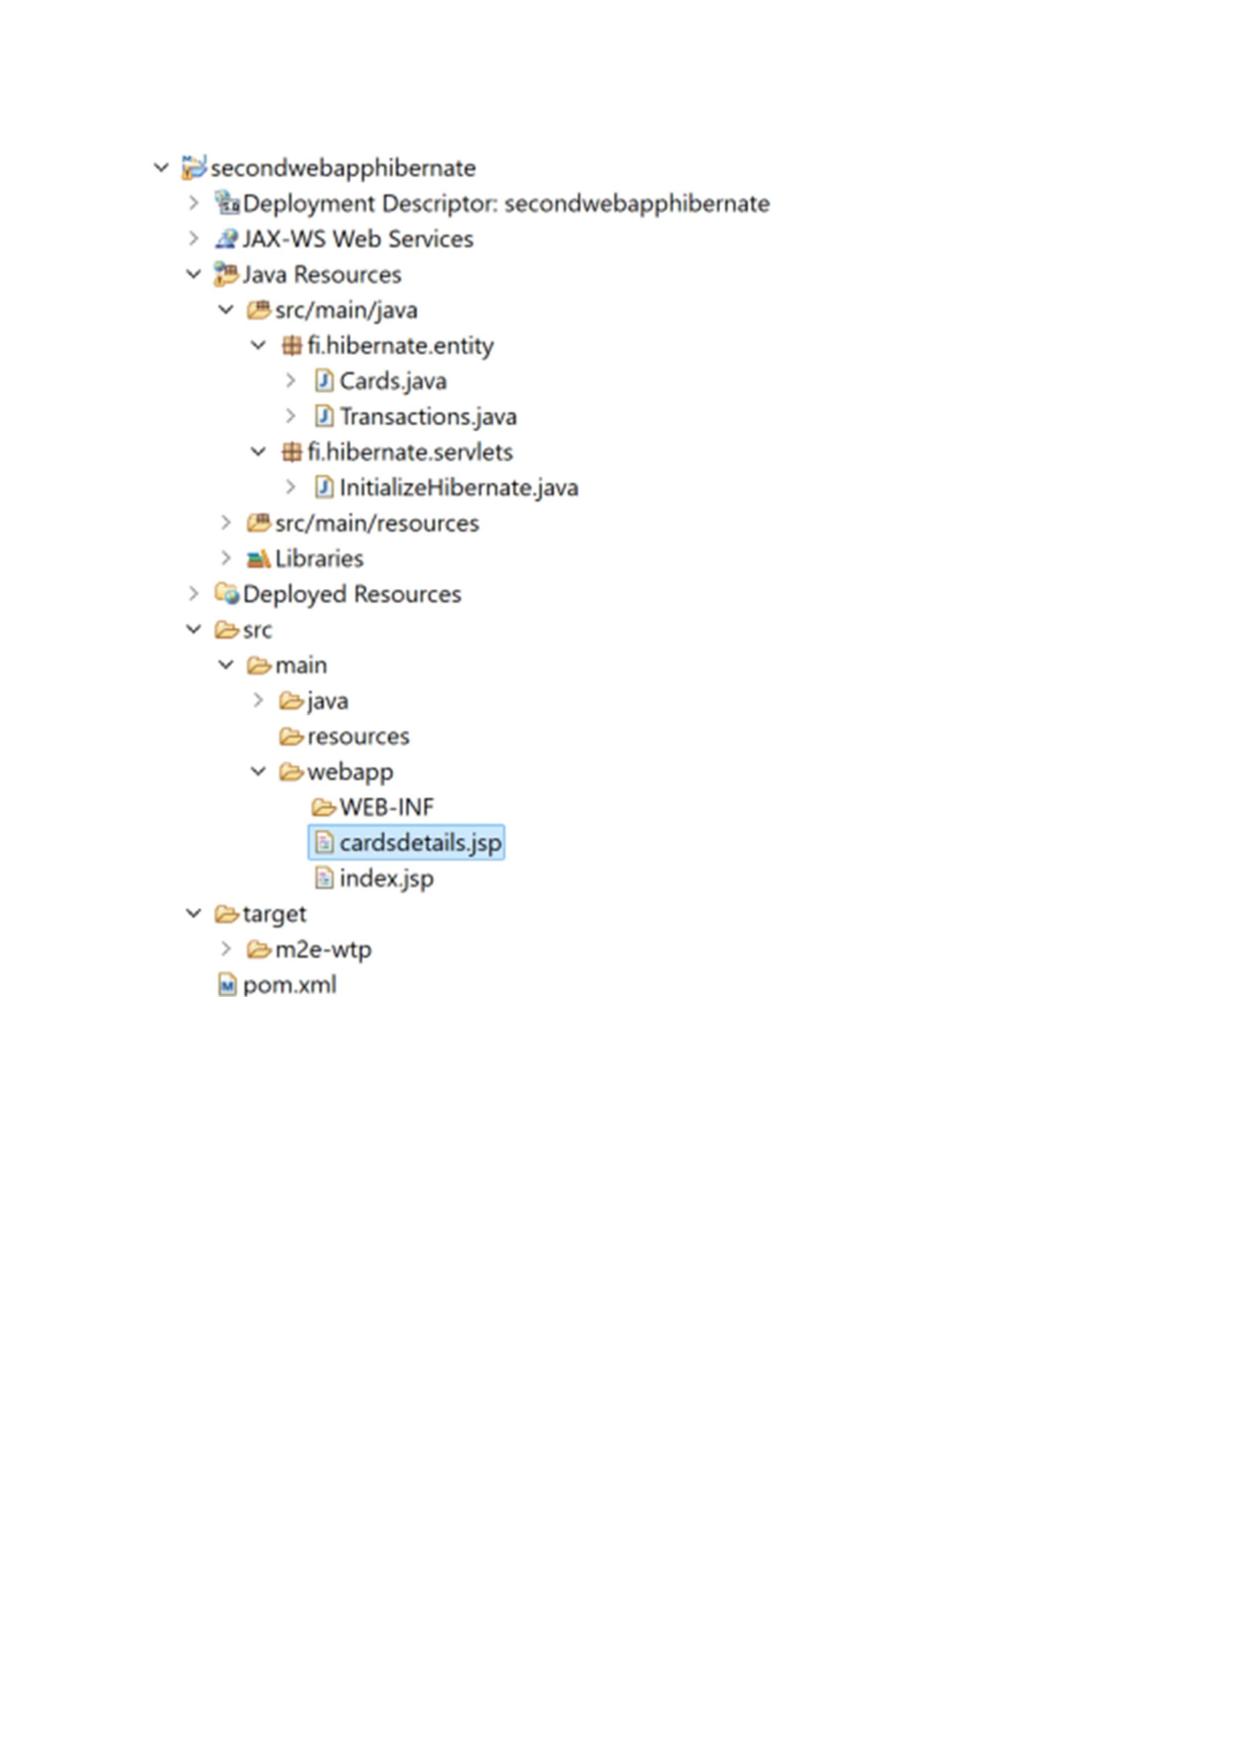 secondwebapphibernate
Deployment Descriptor: secondwebapphibernate
JAX-WS Web Services
Java Resources
src/main/java
fi.hibernate.entity
Cards.java
Transactions.java
fi.hibernate.servlets
InitializeHibernate.java
src/main/resources
Libraries
Deployed Resources
src
main
java
resources
webapp
WEB-INF
cardsdetails.jsp
index.jsp
target
m2e-wtp
pom.xml